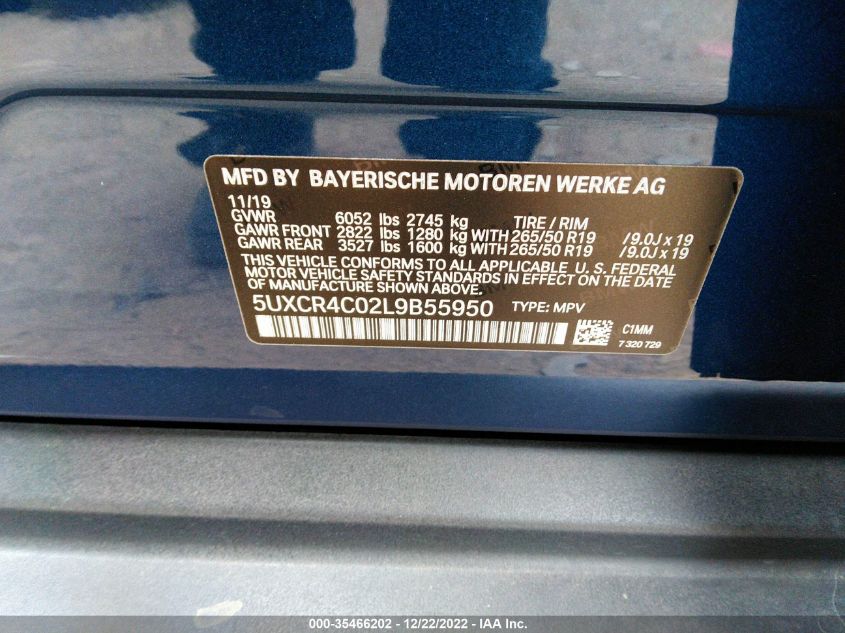 MFD BY BAYERISCHE MOTOREN WERKE AG
11/19
GVWR 6052 lbs 2745 kg TIRE / RIM
GAWR FRONT 2822 lbs 1280 kg WITH 265/50 R19 /9.0J x 19
GAWR REAR 3527 lbs 1600 kg WITH 265/50 R19 /9.0J x 19
THIS VEHICLE CONFORMS TO ALL APPLICABLE U. S. FEDERAL
MOTOR VEHICLE SAFETY STANDARDS IN EFFECT ON THE DATE
OF MANUFACTURE SHOWN ABOVE.
5UXCR4C02L9B55950 TYPE: MPV
C1MM
7 320 729
000-35466202 - 12/22/2022 - IAA Inc.